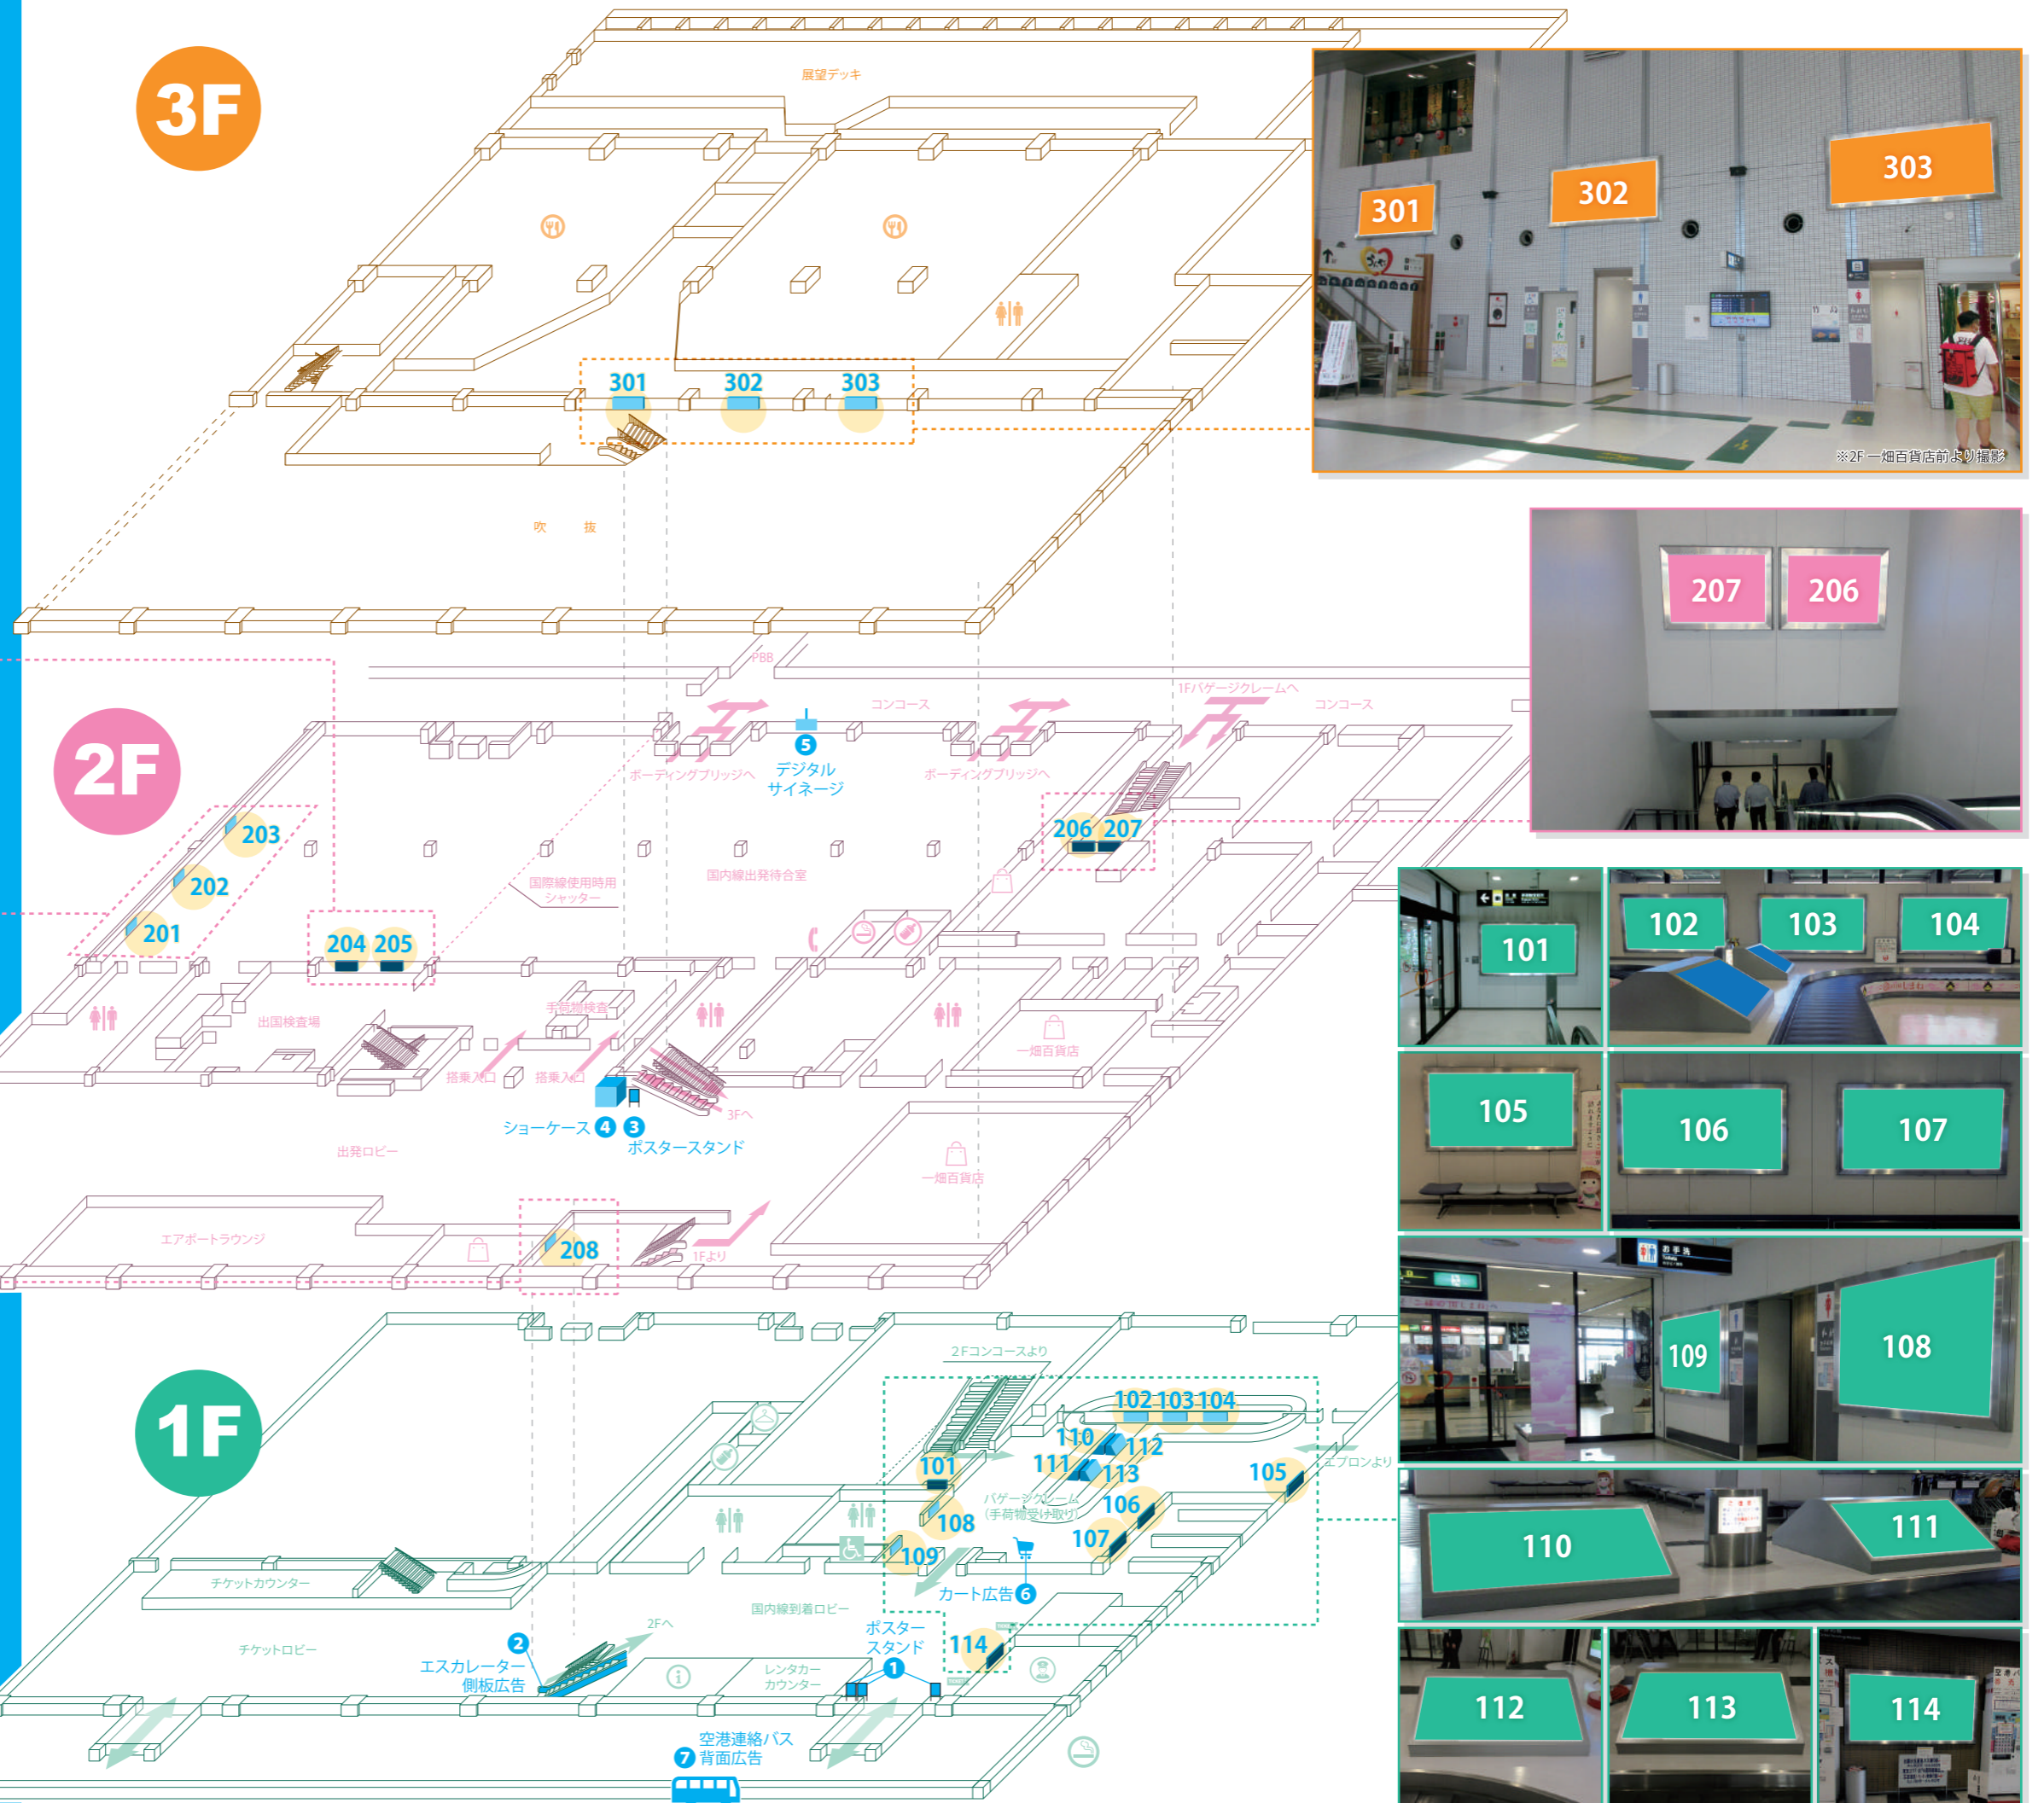 3F
展望デッキ
301
302
303
吹 抜
301
302
303
※2F 一畑百貨店前より撮影
2F
PBB
コンコース
1Fバゲージクレームへ
コンコース
ボーディングブリッジへ
5
デジタル
サイネージ
ボーディングブリッジへ
203
202
201
204
205
206
207
国際線使用時用
シャッター
国内線出発待合室
出国検査場
手荷物検査
搭乗入口
搭乗入口
一畑百貨店
3Fへ
ショーケース 4
3
ポスタースタンド
出発ロビー
一畑百貨店
エアポートラウンジ
208
1Fより
207
206
1F
2Fコンコースより
102
103
104
110
112
111
113
101
105
エプロンより
バゲージクレーム
(手荷物受け取り)
106
108
107
109
カート広告 6
チケットカウンター
国内線到着ロビー
チケットロビー
2
エスカレーター
側板広告
2Fへ
レンタカー
カウンター
ポスター
スタンド
1
114
7
空港連絡バス
背面広告
101
102
103
104
105
106
107
お手洗
109
108
110
111
112
113
114